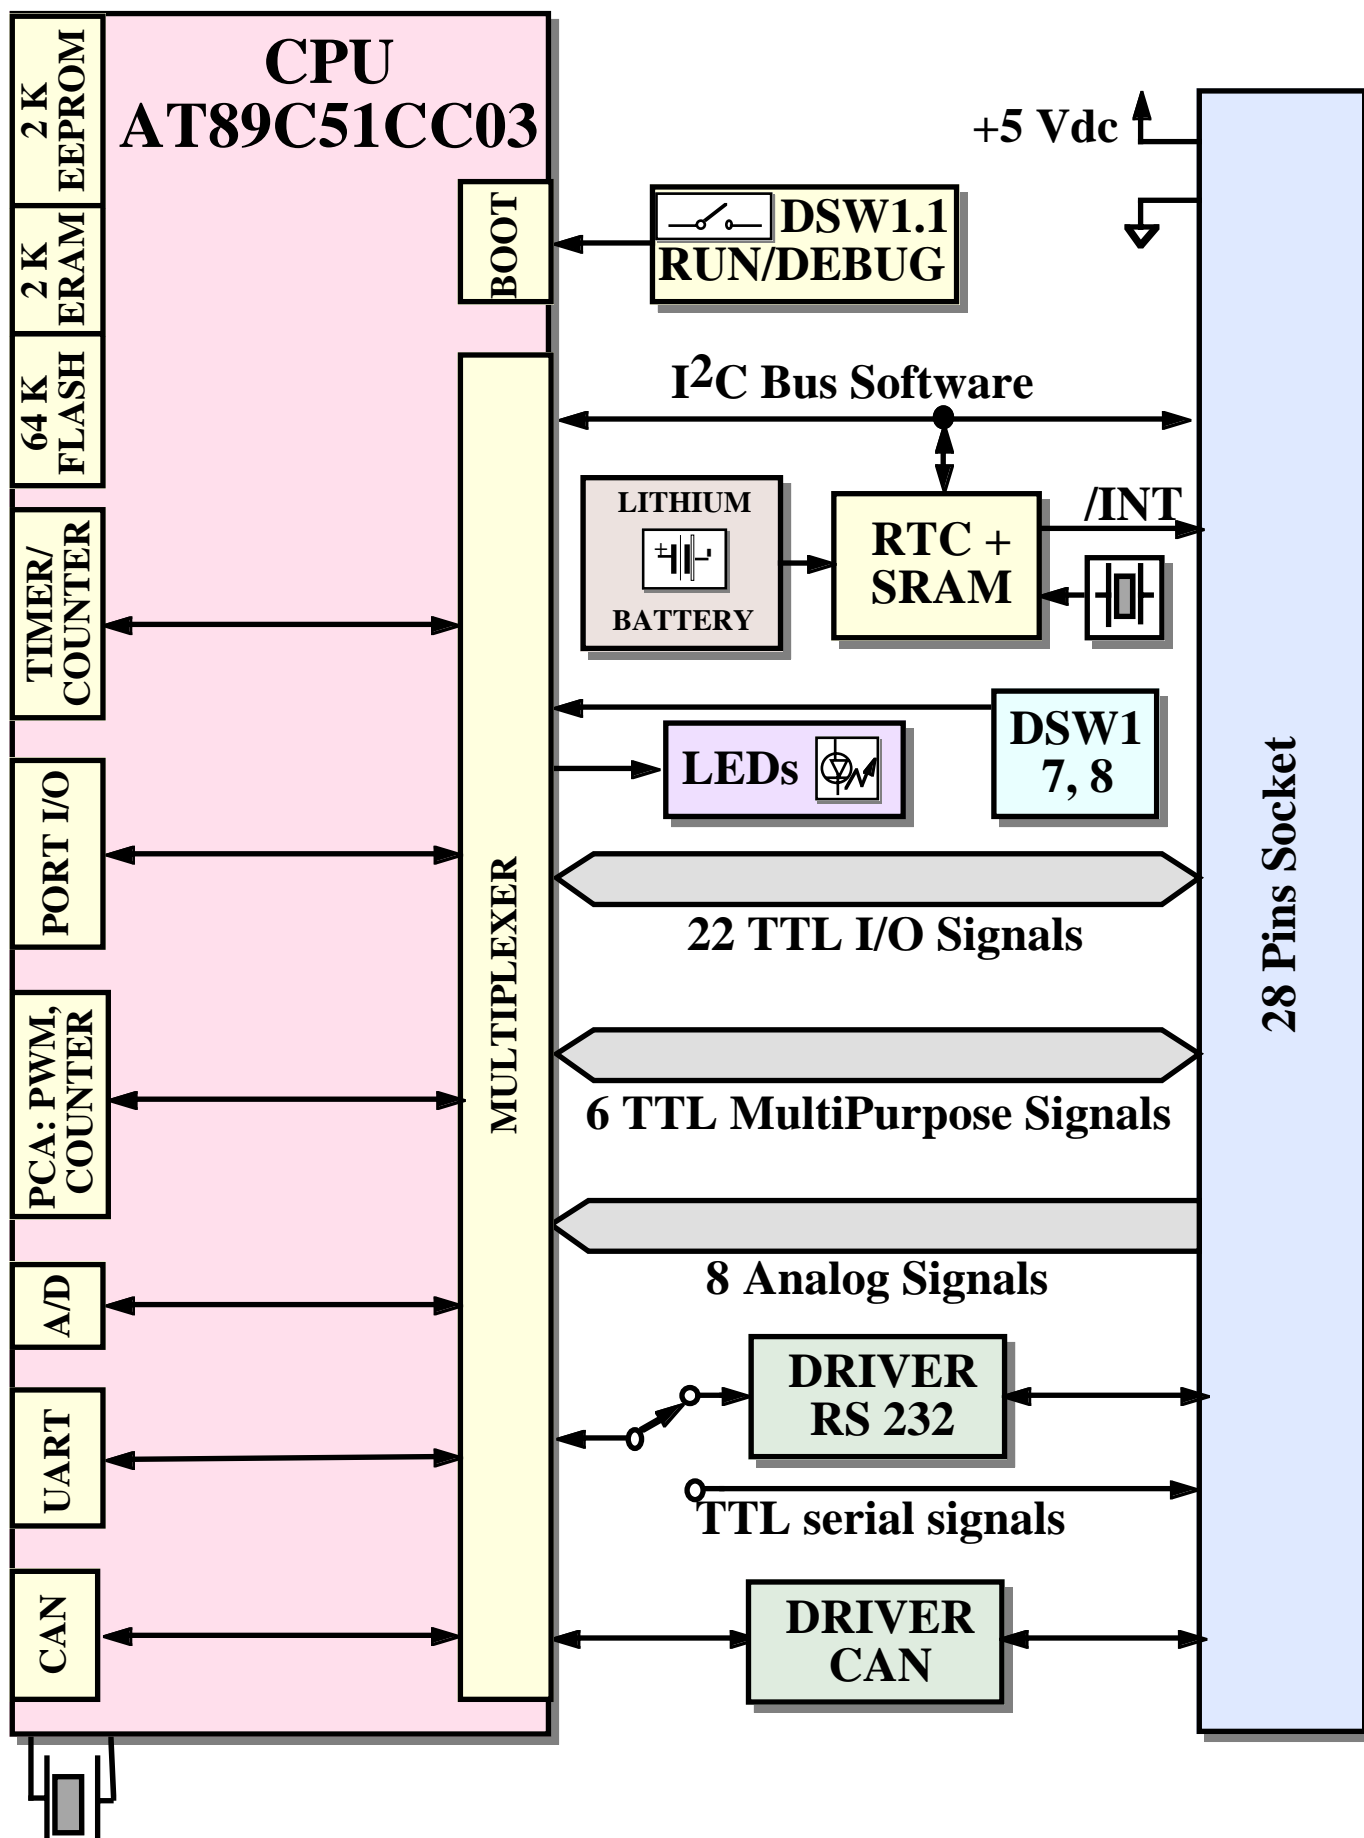 CPU
AT89C51CC03
2 K
EEPROM
2 K
ERAM
64 K
FLASH
TIMER/
COUNTER
PORT I/O
PCA: PWM,
COUNTER
A/D
UART
CAN
BOOT
MULTIPLEXER
DSW1.1
RUN/DEBUG
+5 Vdc
I2C Bus Software
LITHIUM
BATTERY
RTC +
SRAM
/INT
LEDs
DSW1
7, 8
22 TTL I/O Signals
6 TTL MultiPurpose Signals
8 Analog Signals
DRIVER
RS 232
TTL serial signals
DRIVER
CAN
28 Pins Socket